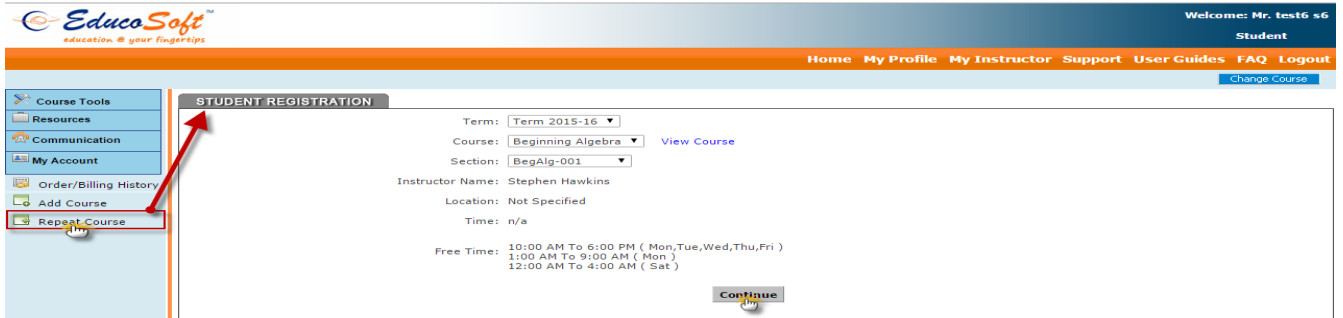 EducoSoft™
education @ your fingertips
Welcome: Mr. test6 s6
Student
Home My Profile My Instructor Support User Guides FAQ Logout
Change Course
Course Tools
Resources
Communication
My Account
Order/Billing History
Add Course
Repeat Course
STUDENT REGISTRATION
Term: Term 2015-16
Course: Beginning Algebra View Course
Section: BegAlg-001
Instructor Name: Stephen Hawkins
Location: Not Specified
Time: n/a
Free Time: 10:00 AM To 6:00 PM ( Mon,Tue,Wed,Thu,Fri )
1:00 AM To 9:00 AM ( Mon )
12:00 AM To 4:00 AM ( Sat )
Continue